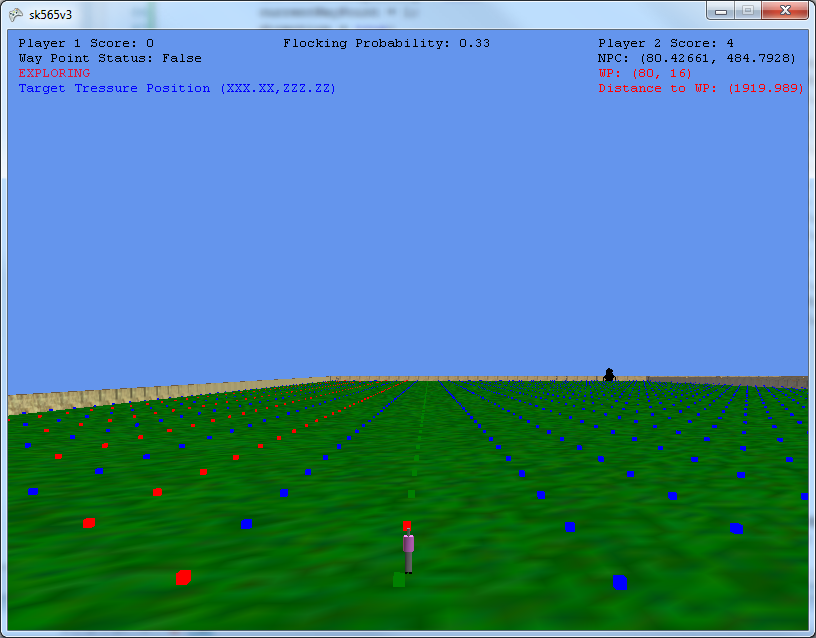 sk565v3
Player 1 Score: 0
Flocking Probability: 0.33
Player 2 Score: 4
Way Point Status: False
NPC: (80.42661, 484.7928)
EXPLORING
WP: (80, 16)
Target Tressure Position (XXX.XX,ZZZ.ZZ)
Distance to WP: (1919.989)